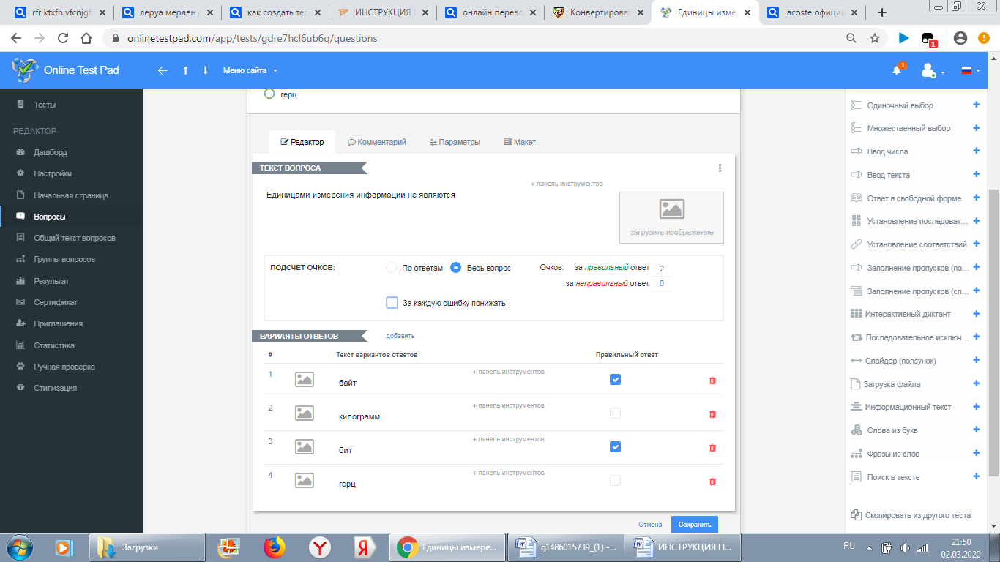 rfr ktxfb vfcnjgf
леруа мерлен
как создать тес
ИНСТРУКЦИЯ П
онлайн перево
Конвертироват
Единицы измер
lacoste официа
onlinetestpad.com/app/tests/gdre7hcl6ub6q/questions
1
Online Test Pad
Меню сайта
1
Тесты
РЕДАКТОР
Дашборд
Настройки
Начальная страница
Вопросы
Общий текст вопросов
Группы вопросов
Результат
Сертификат
Приглашения
Статистика
Ручная проверка
Стилизация
герц
Редактор
Комментарий
Параметры
Макет
ТЕКСТ ВОПРОСА
+ панель инструментов
Единицами измерения информации не являются
загрузить изображение
ПОДСЧЕТ ОЧКОВ:
По ответам
Весь вопрос
Очков: за правильный ответ 2
за неправильный ответ 0
За каждую ошибку понижать
ВАРИАНТЫ ОТВЕТОВ
добавить
# Текст вариантов ответов Правильный ответ
+ панель инструментов
1 байт
+ панель инструментов
2 килограмм
+ панель инструментов
3 бит
+ панель инструментов
4 герц
Отмена
Сохранить
Одиночный выбор
Множественный выбор
Ввод числа
Ввод текста
Ответ в свободной форме
Установление последоват...
Установление соответствий
Заполнение пропусков (по...
Заполнение пропусков (сп...
Интерактивный диктант
Последовательное исключ...
Слайдер (ползунок)
Загрузка файла
Информационный текст
Слова из букв
Фразы из слов
Поиск в тексте
Скопировать из другого теста
Загрузки
Единицы измере...
g1486015739_(1) -...
ИНСТРУКЦИЯ П...
RU
21:50
02.03.2020